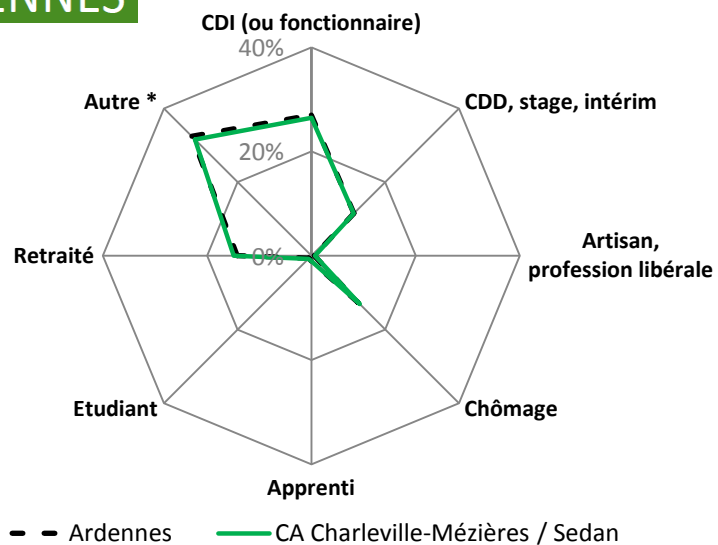 CDI (ou fonctionnaire)
40%
Autre *
CDD, stage, intérim
20%
Artisan,
profession libérale
Retraité
0%
Etudiant
Chômage
Apprenti
Ardennes
CA Charleville-Mézières / Sedan